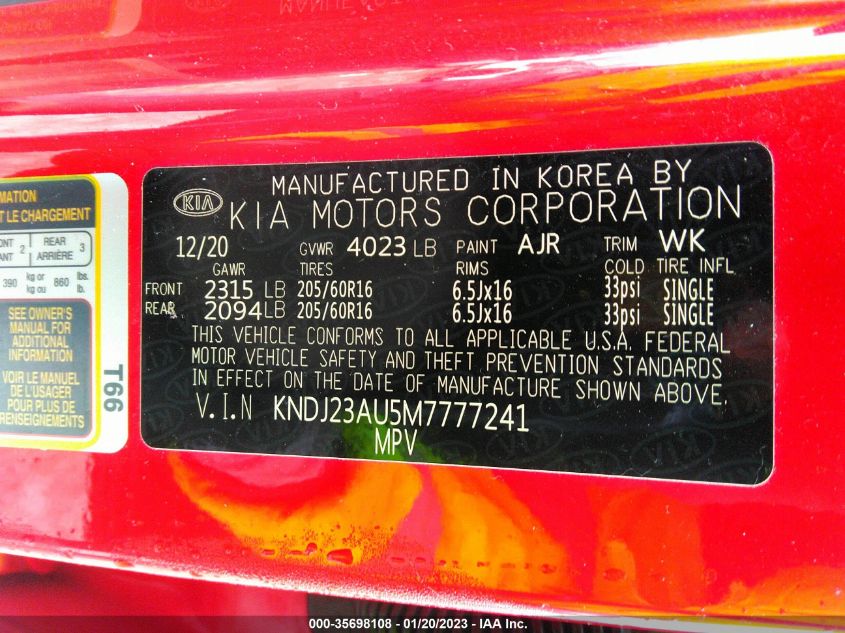 MATION
T LE CHARGEMENT
ONT 2 REAR 3
ANT ARRIÈRE
390 kg or 860 lbs.
kg ou lb.
SEE OWNER'S
MANUAL FOR
ADDITIONAL
INFORMATION
VOIR LE MANUEL
DE L'USAGER
POUR PLUS DE
RENSEIGNEMENTS
T66
MANUFACTURED IN KOREA BY
KIA KIA MOTORS CORPORATION
12/20 GVWR 4023 LB PAINT AJR TRIM WK
GAWR TIRES RIMS COLD TIRE INFL
FRONT 2315 LB 205/60R16 6.5Jx16 33psi SINGLE
REAR 2094 LB 205/60R16 6.5Jx16 33psi SINGLE
THIS VEHICLE CONFORMS TO ALL APPLICABLE U.S.A. FEDERAL
MOTOR VEHICLE SAFETY AND THEFT PREVENTION STANDARDS
IN EFFECT ON THE DATE OF MANUFACTURE SHOWN ABOVE.
V.I.N KNDJ23AU5M7777241
MPV
000-35698108 - 01/20/2023 - IAA Inc.